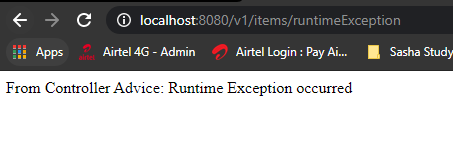 localhost:8080/v1/items/runtimeException
Apps Airtel 4G - Admin Airtel Login : Pay Ai... Sasha Study
From Controller Advice: Runtime Exception occurred